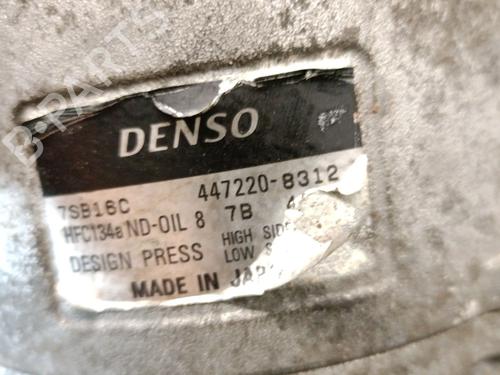 DENSO
447220-8312
7SB16C
HFC134a ND-OIL 8 7B
HIGH SIDE
DESIGN PRESS LOW
MADE IN
B-PARTS